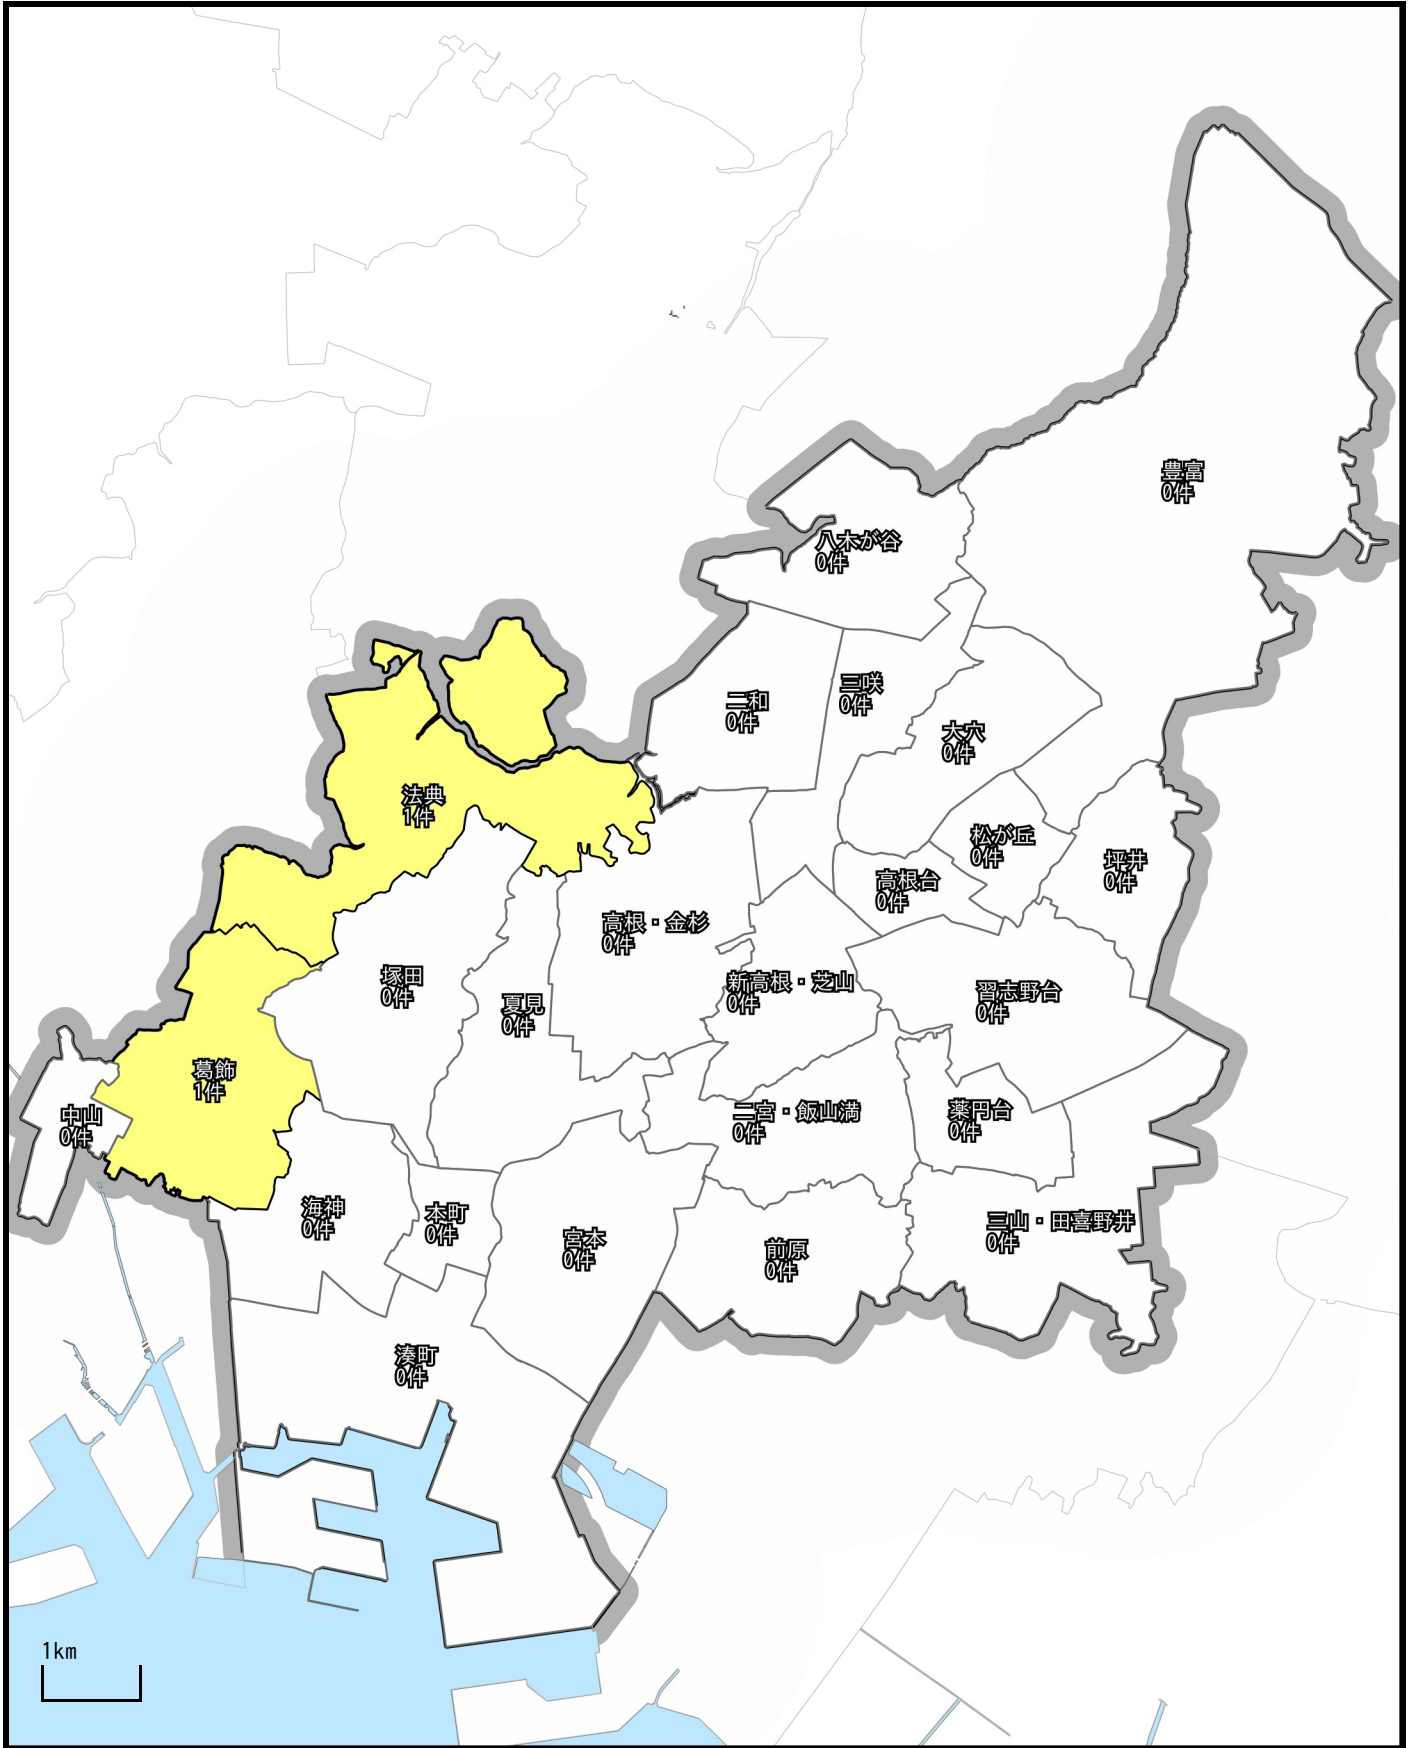 豊富
0件
八木が谷
0件
二和
0件
三咲
0件
大穴
0件
法典
1件
松が丘
0件
坪井
0件
高根台
0件
高根・金杉
0件
塚田
0件
夏見
0件
新高根・芝山
0件
習志野台
0件
葛飾
1件
中山
0件
二宮・飯山満
0件
薬円台
0件
海神
0件
本町
0件
宮本
0件
前原
0件
三山・田喜野井
0件
湊町
0件
1km